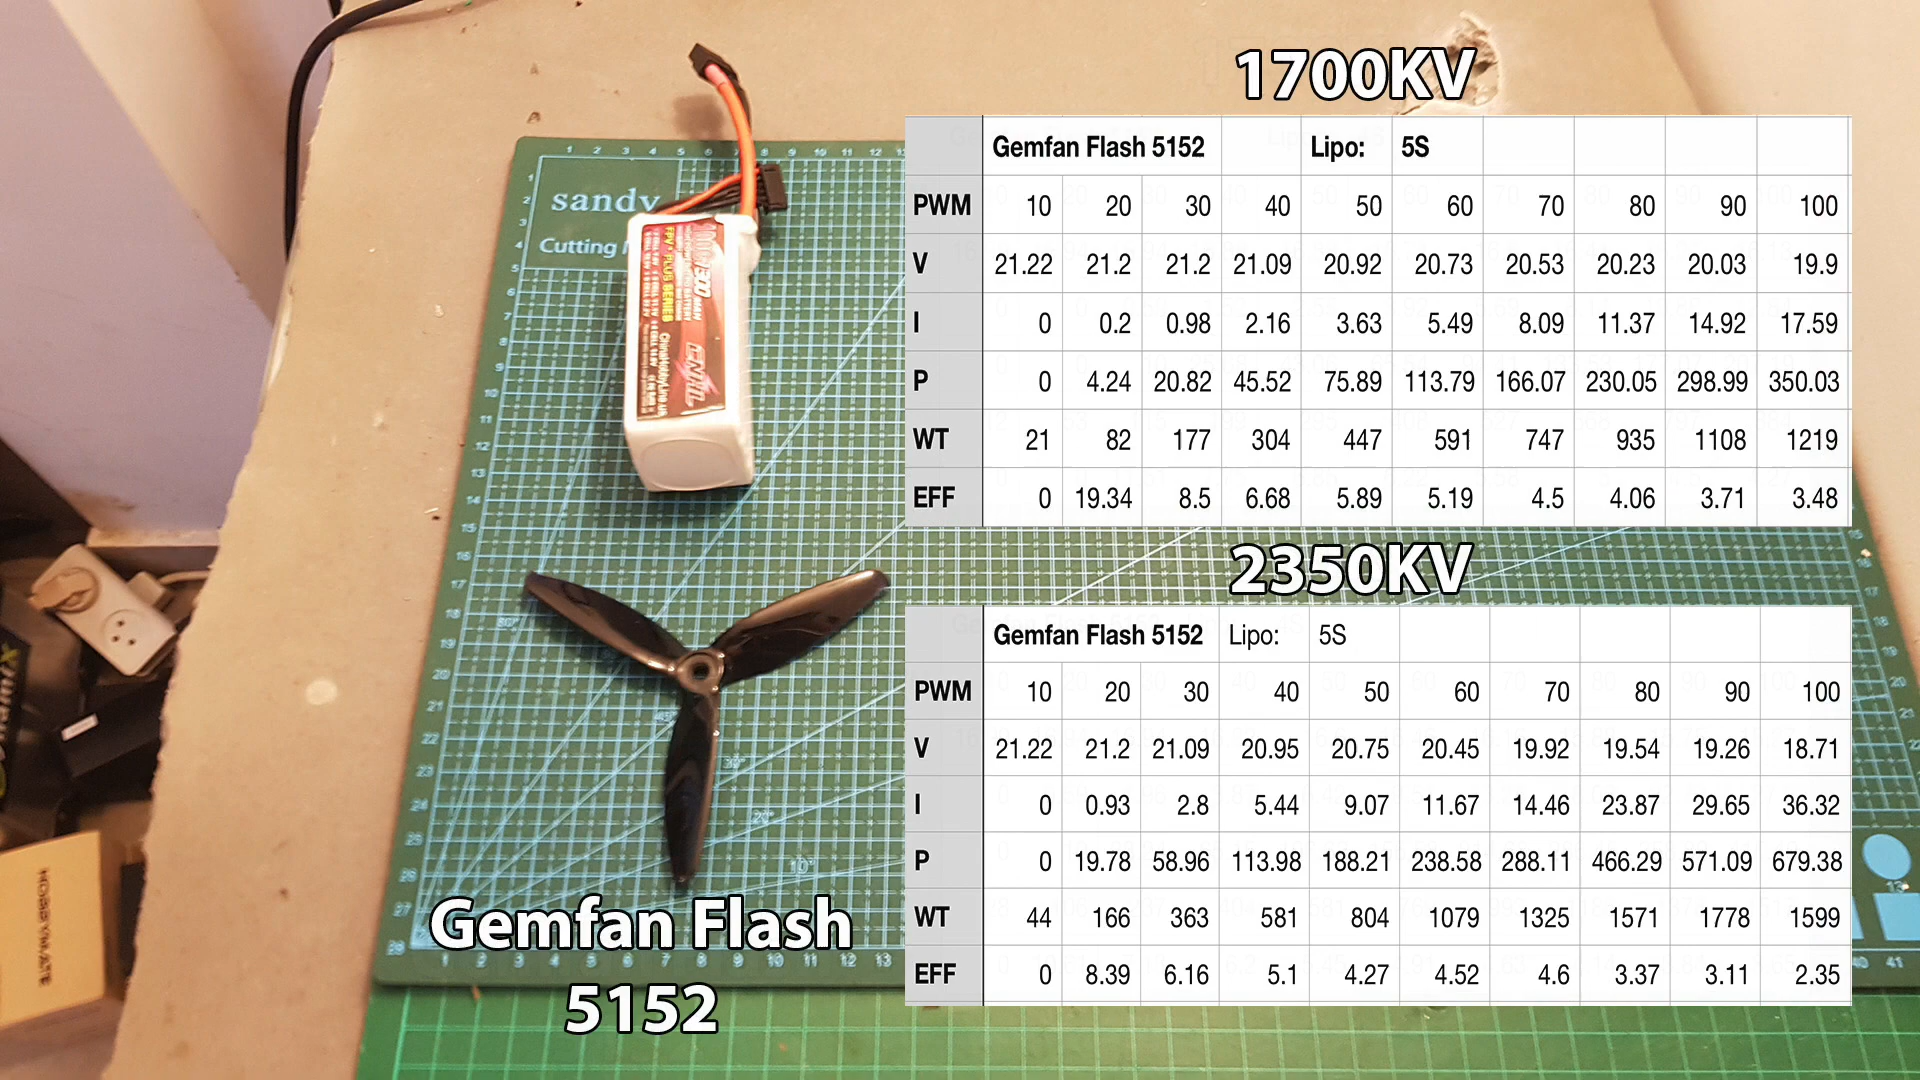 1700KV
Gemfan Flash 5152 Lipo: 5S
PWM 10 20 30 40 50 60 70 80 90 100
V 21.22 21.2 21.2 21.09 20.92 20.73 20.53 20.23 20.03 19.9
I 0 0.2 0.98 2.16 3.63 5.49 8.09 11.37 14.92 17.59
P 0 4.24 20.82 45.52 75.89 113.79 166.07 230.05 298.99 350.03
WT 21 82 177 304 447 591 747 935 1108 1219
EFF 0 19.34 8.5 6.68 5.89 5.19 4.5 4.06 3.71 3.48
2350KV
Gemfan Flash 5152 Lipo: 5S
PWM 10 20 30 40 50 60 70 80 90 100
V 21.22 21.2 21.09 20.95 20.75 20.45 19.92 19.54 19.26 18.71
I 0 0.93 2.8 5.44 9.07 11.67 14.46 23.87 29.65 36.32
P 0 19.78 58.96 113.98 188.21 238.58 288.11 466.29 571.09 679.38
WT 44 166 363 581 804 1079 1325 1571 1778 1599
EFF 0 8.39 6.16 5.1 4.27 4.52 4.6 3.37 3.11 2.35
Gemfan Flash
5152
sandy
Cutting
1300 MAH
FPV PLUS SERIES
CNHL
ChinaHobbyLine
HOBBYMATE